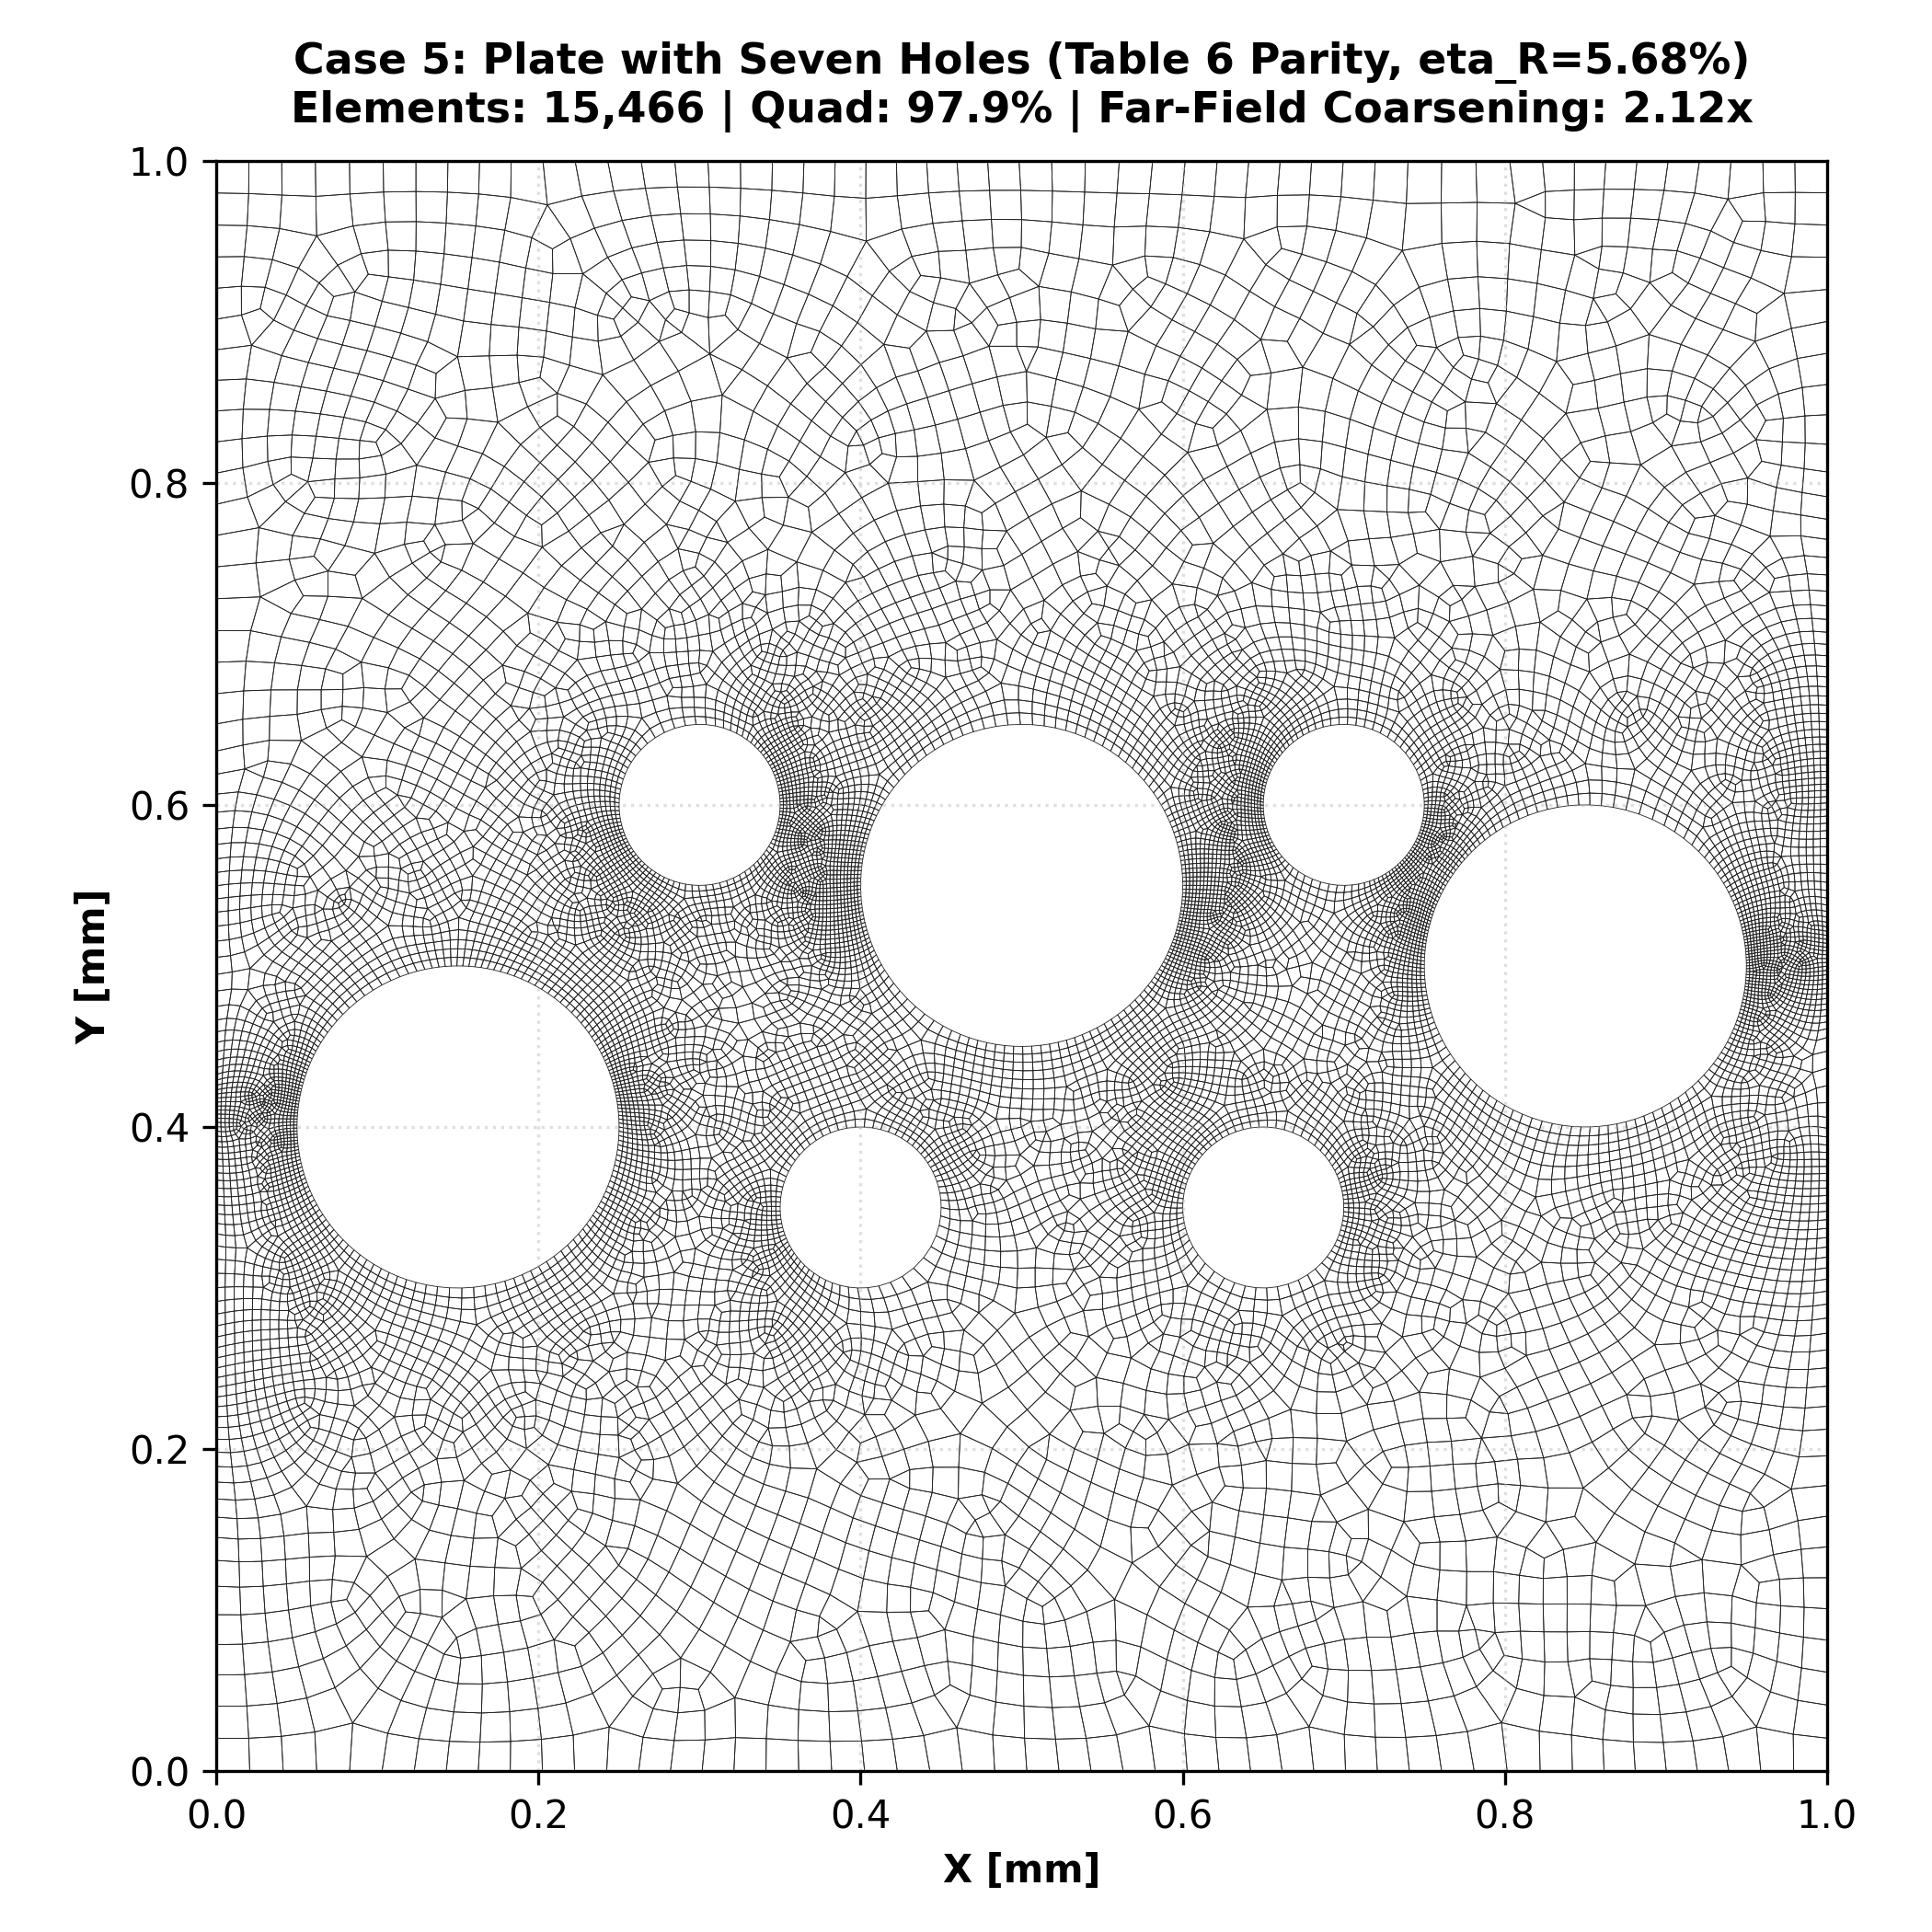 Case 5: Plate with Seven Holes (Table 6 Parity, eta_R=5.68%)
Elements: 15,466 | Quad: 97.9% | Far-Field Coarsening: 2.12x
1.0
0.8
0.6
0.4
0.2
0.0
Y [mm]
0.0 0.2 0.4 0.6 0.8 1.0
X [mm]